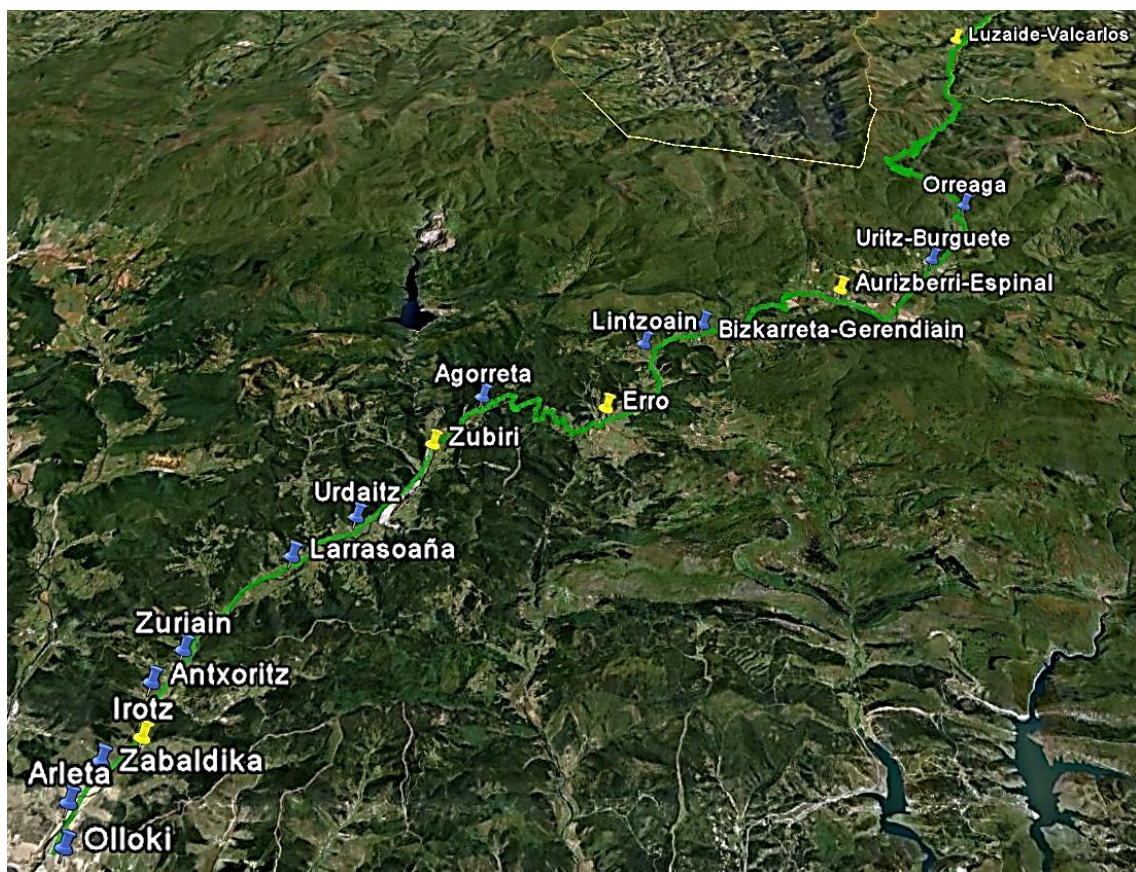 Luzaide-Valcarlos
Orreaga
Uritz-Burguete
Aurizberri-Espinal
Lintzoain
Bizkarreta-Gerendiain
Agorreta
Erro
Zubiri
Urdaitz
Larrasoaña
Zuriain
Antxoritz
Irotz
Zabaldika
Arleta
Olloki